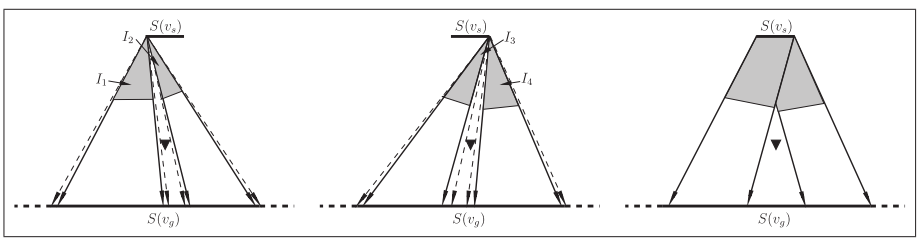 S(v_s)
I_2
I_1
S(v_g)
S(v_s)
I_3
I_4
S(v_g)
S(v_s)
S(v_g)